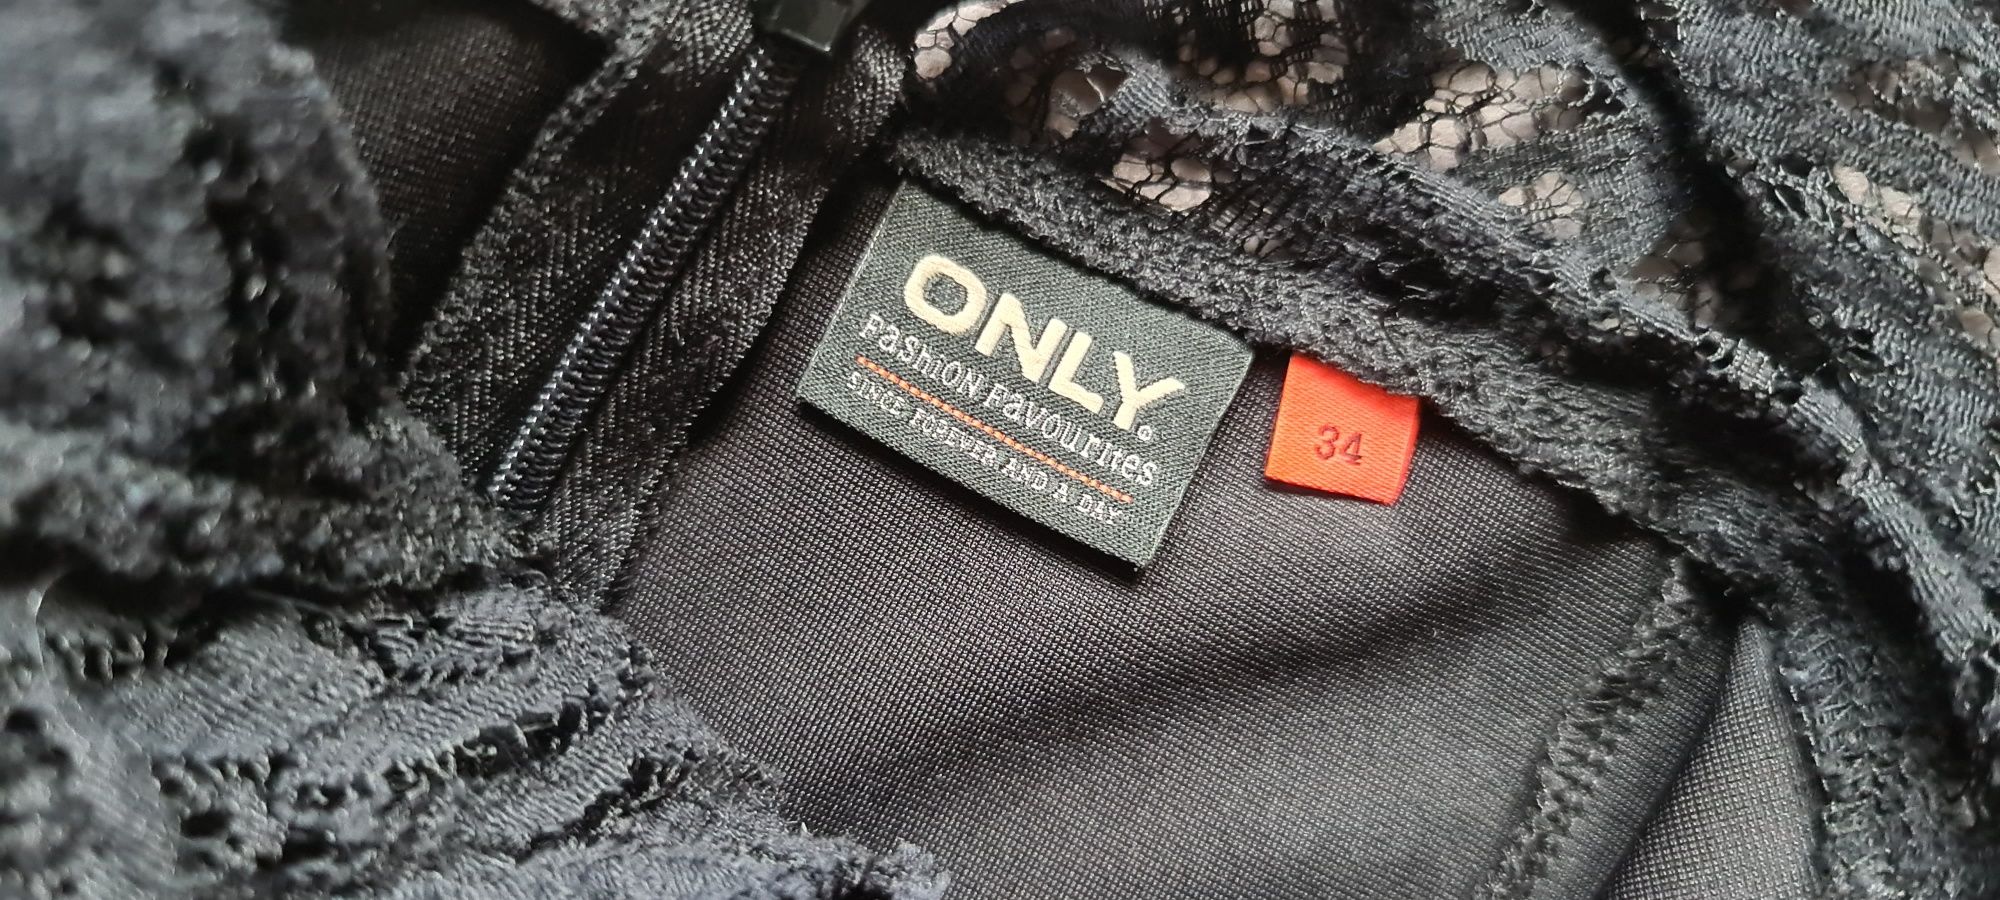 ONLY
FashiON Favourites
SINCE FOREVER AND A DAY
34